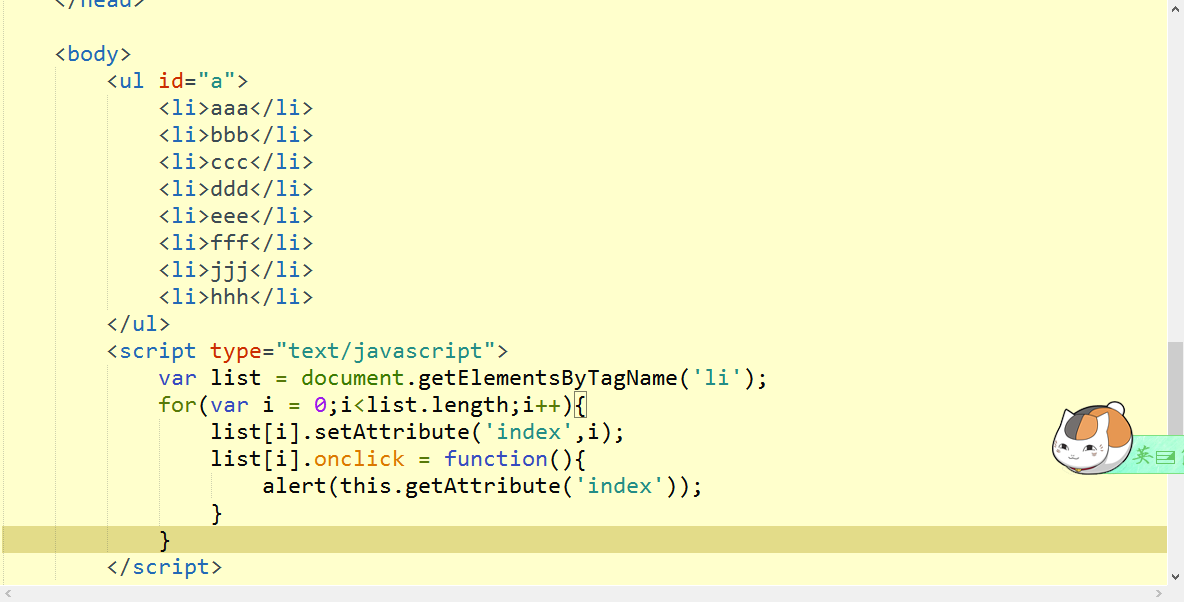 </head>
<body>
<ul id="a">
<li>aaa</li>
<li>bbb</li>
<li>ccc</li>
<li>ddd</li>
<li>eee</li>
<li>fff</li>
<li>jjj</li>
<li>hhh</li>
</ul>
<script type="text/javascript">
var list = document.getElementsByTagName('li');
for(var i = 0;i<list.length;i++){
list[i].setAttribute('index',i);
list[i].onclick = function(){
alert(this.getAttribute('index'));
}
}
</script>
英